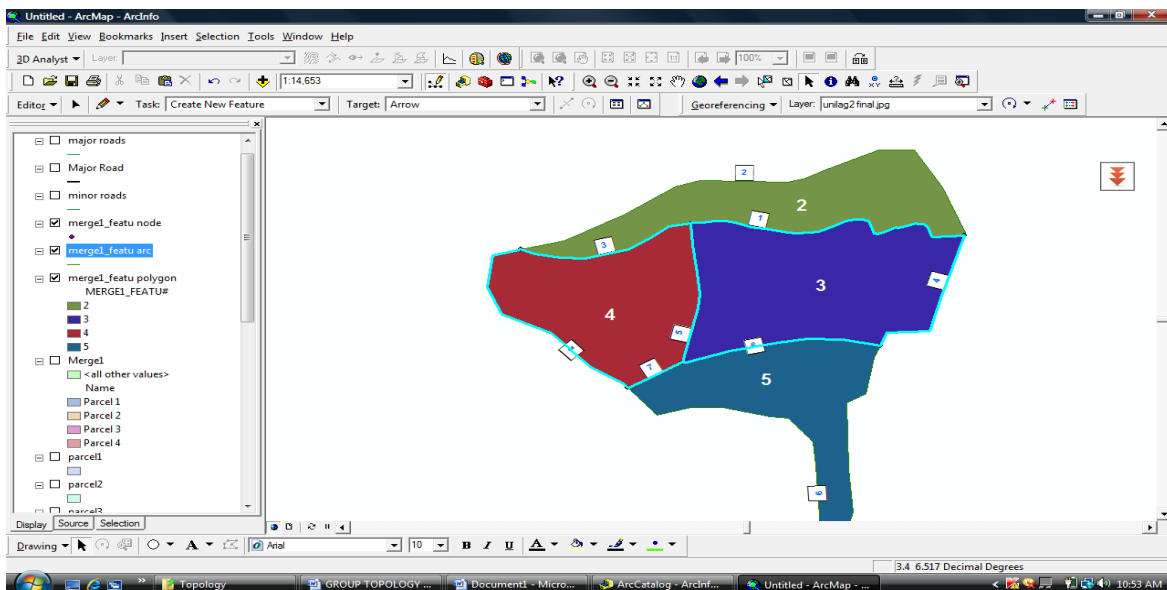 Untitled - ArcMap - ArcInfo
File Edit View Bookmarks Insert Selection Tools Window Help
3D Analyst Layer: 100%
1:14,653
Editor Task: Create New Feature Target: Arrow Georeferencing Layer: unilag2 final.jpg
major roads
Major Road
minor roads
merge1_featu node
merge1_featu arc
merge1_featu polygon
MERGE1_FEATU#
2
3
4
5
Merge1
<all other values>
Name
Parcel 1
Parcel 2
Parcel 3
Parcel 4
parcel1
parcel2
parcel3
2
2
1
3
3
4
4
5
5
7
Display Source Selection
Drawing A Arial 10 B I U A
3.4 6.517 Decimal Degrees
Topology GROUP TOPOLOGY ... Document1 - Micro... ArcCatalog - ArcInf... Untitled - ArcMap - ... 10:53 AM